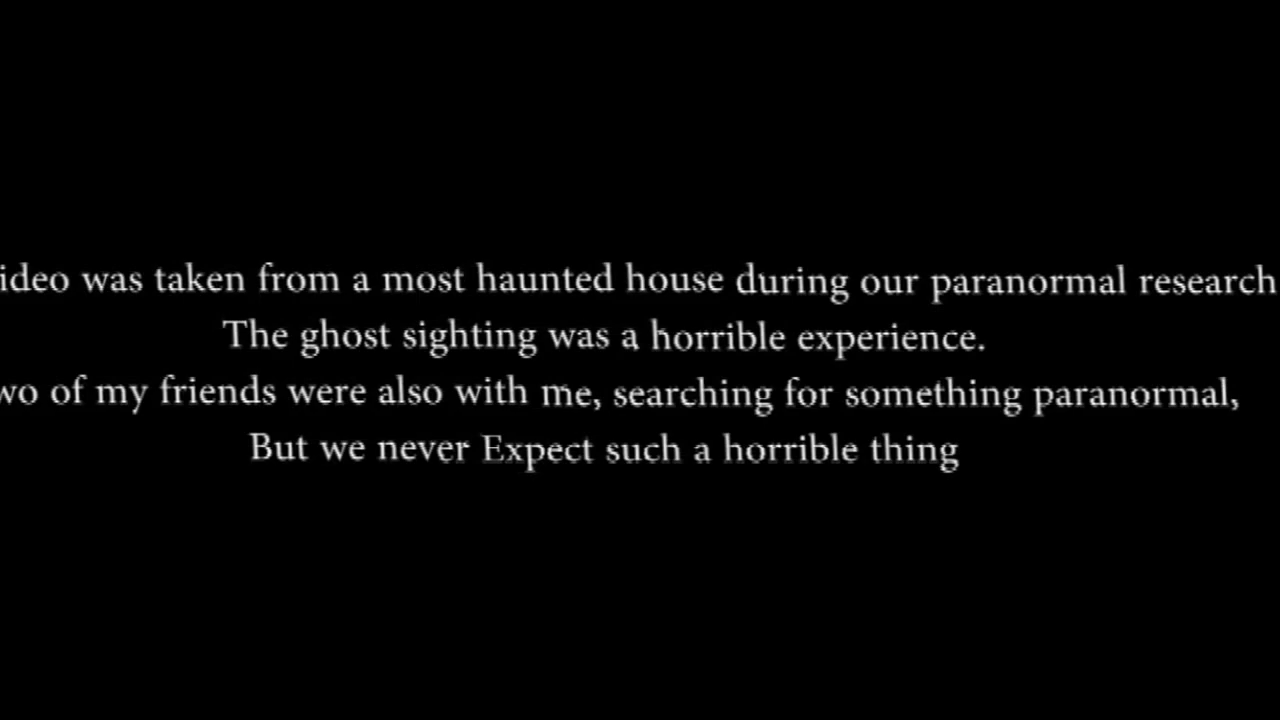 ideo was taken from a most haunted house during our paranormal research
The ghost sighting was a horrible experience.
wo of my friends were also with me, searching for something paranormal,
But we never Expect such a horrible thing